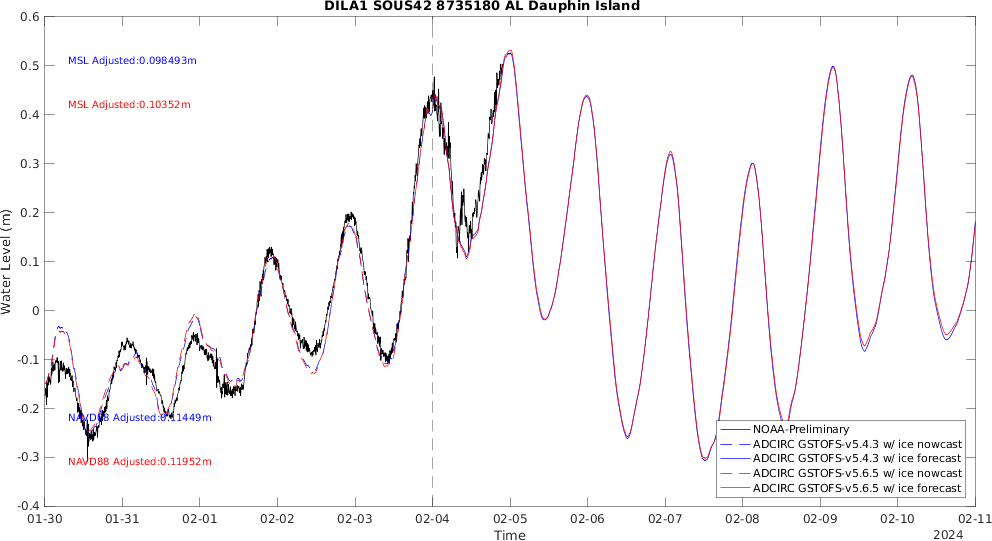 DILA1 SOUS42 8735180 AL Dauphin Island
0.6
0.5
0.4
0.3
0.2
0.1
0
-0.1
-0.2
-0.3
-0.4
Water Level (m)
MSL Adjusted:0.098493m
MSL Adjusted:0.10352m
NAVD88 Adjusted:0.11449m
NAVD88 Adjusted:0.11952m
NOAA-Preliminary
ADCIRC GSTOFS-v5.4.3 w/ ice nowcast
ADCIRC GSTOFS-v5.4.3 w/ ice forecast
ADCIRC GSTOFS-v5.6.5 w/ ice nowcast
ADCIRC GSTOFS-v5.6.5 w/ ice forecast
01-30 01-31 02-01 02-02 02-03 02-04 02-05 02-06 02-07 02-08 02-09 02-10 02-11
Time
2024